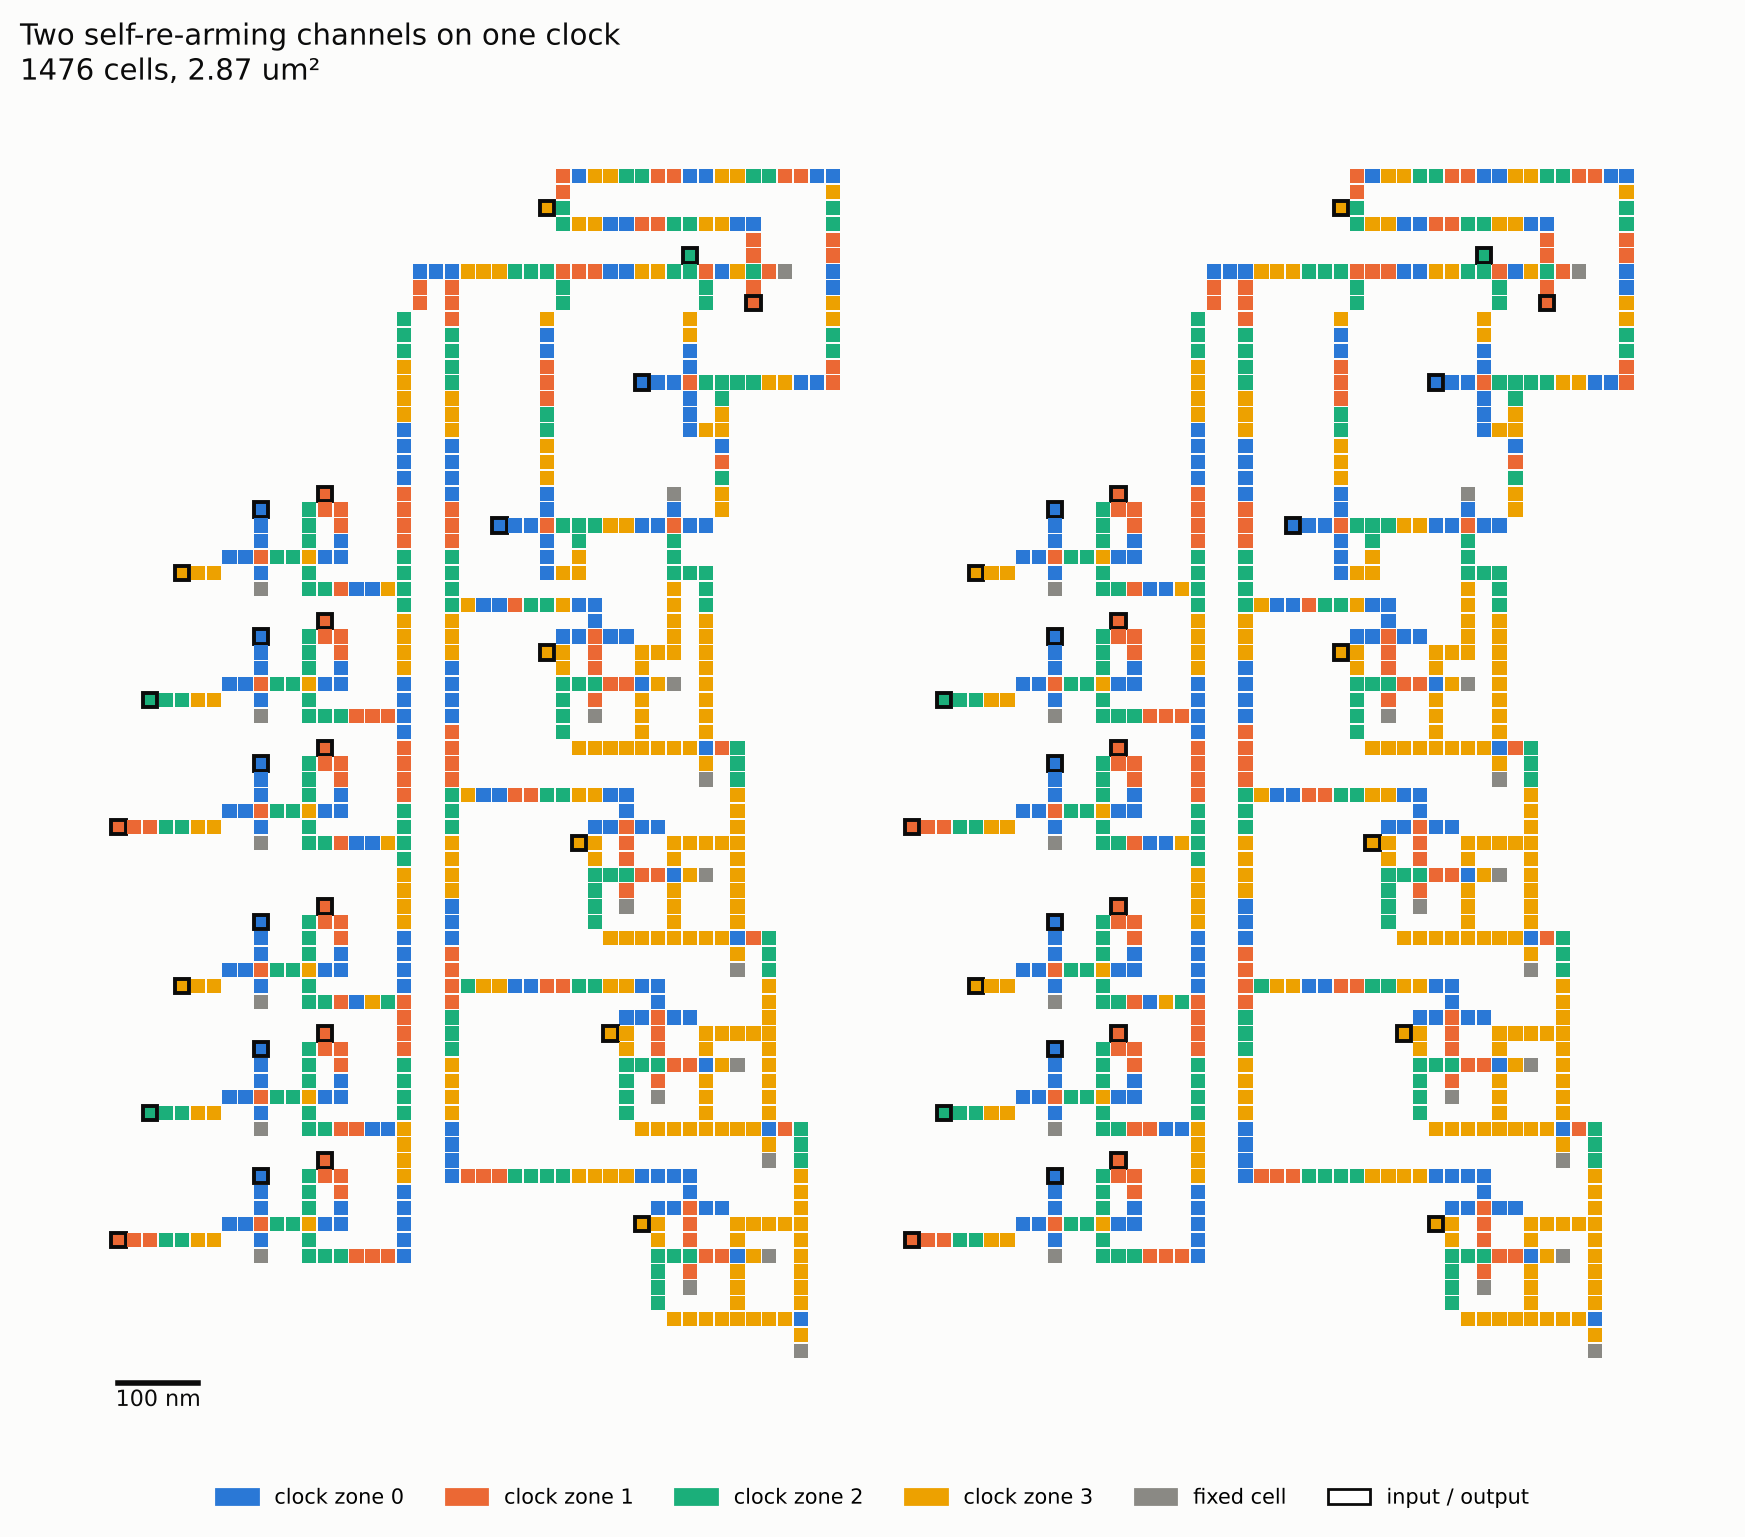 Two self-re-arming channels on one clock
1476 cells, 2.87 um²
100 nm
clock zone 0
clock zone 1
clock zone 2
clock zone 3
fixed cell
input / output